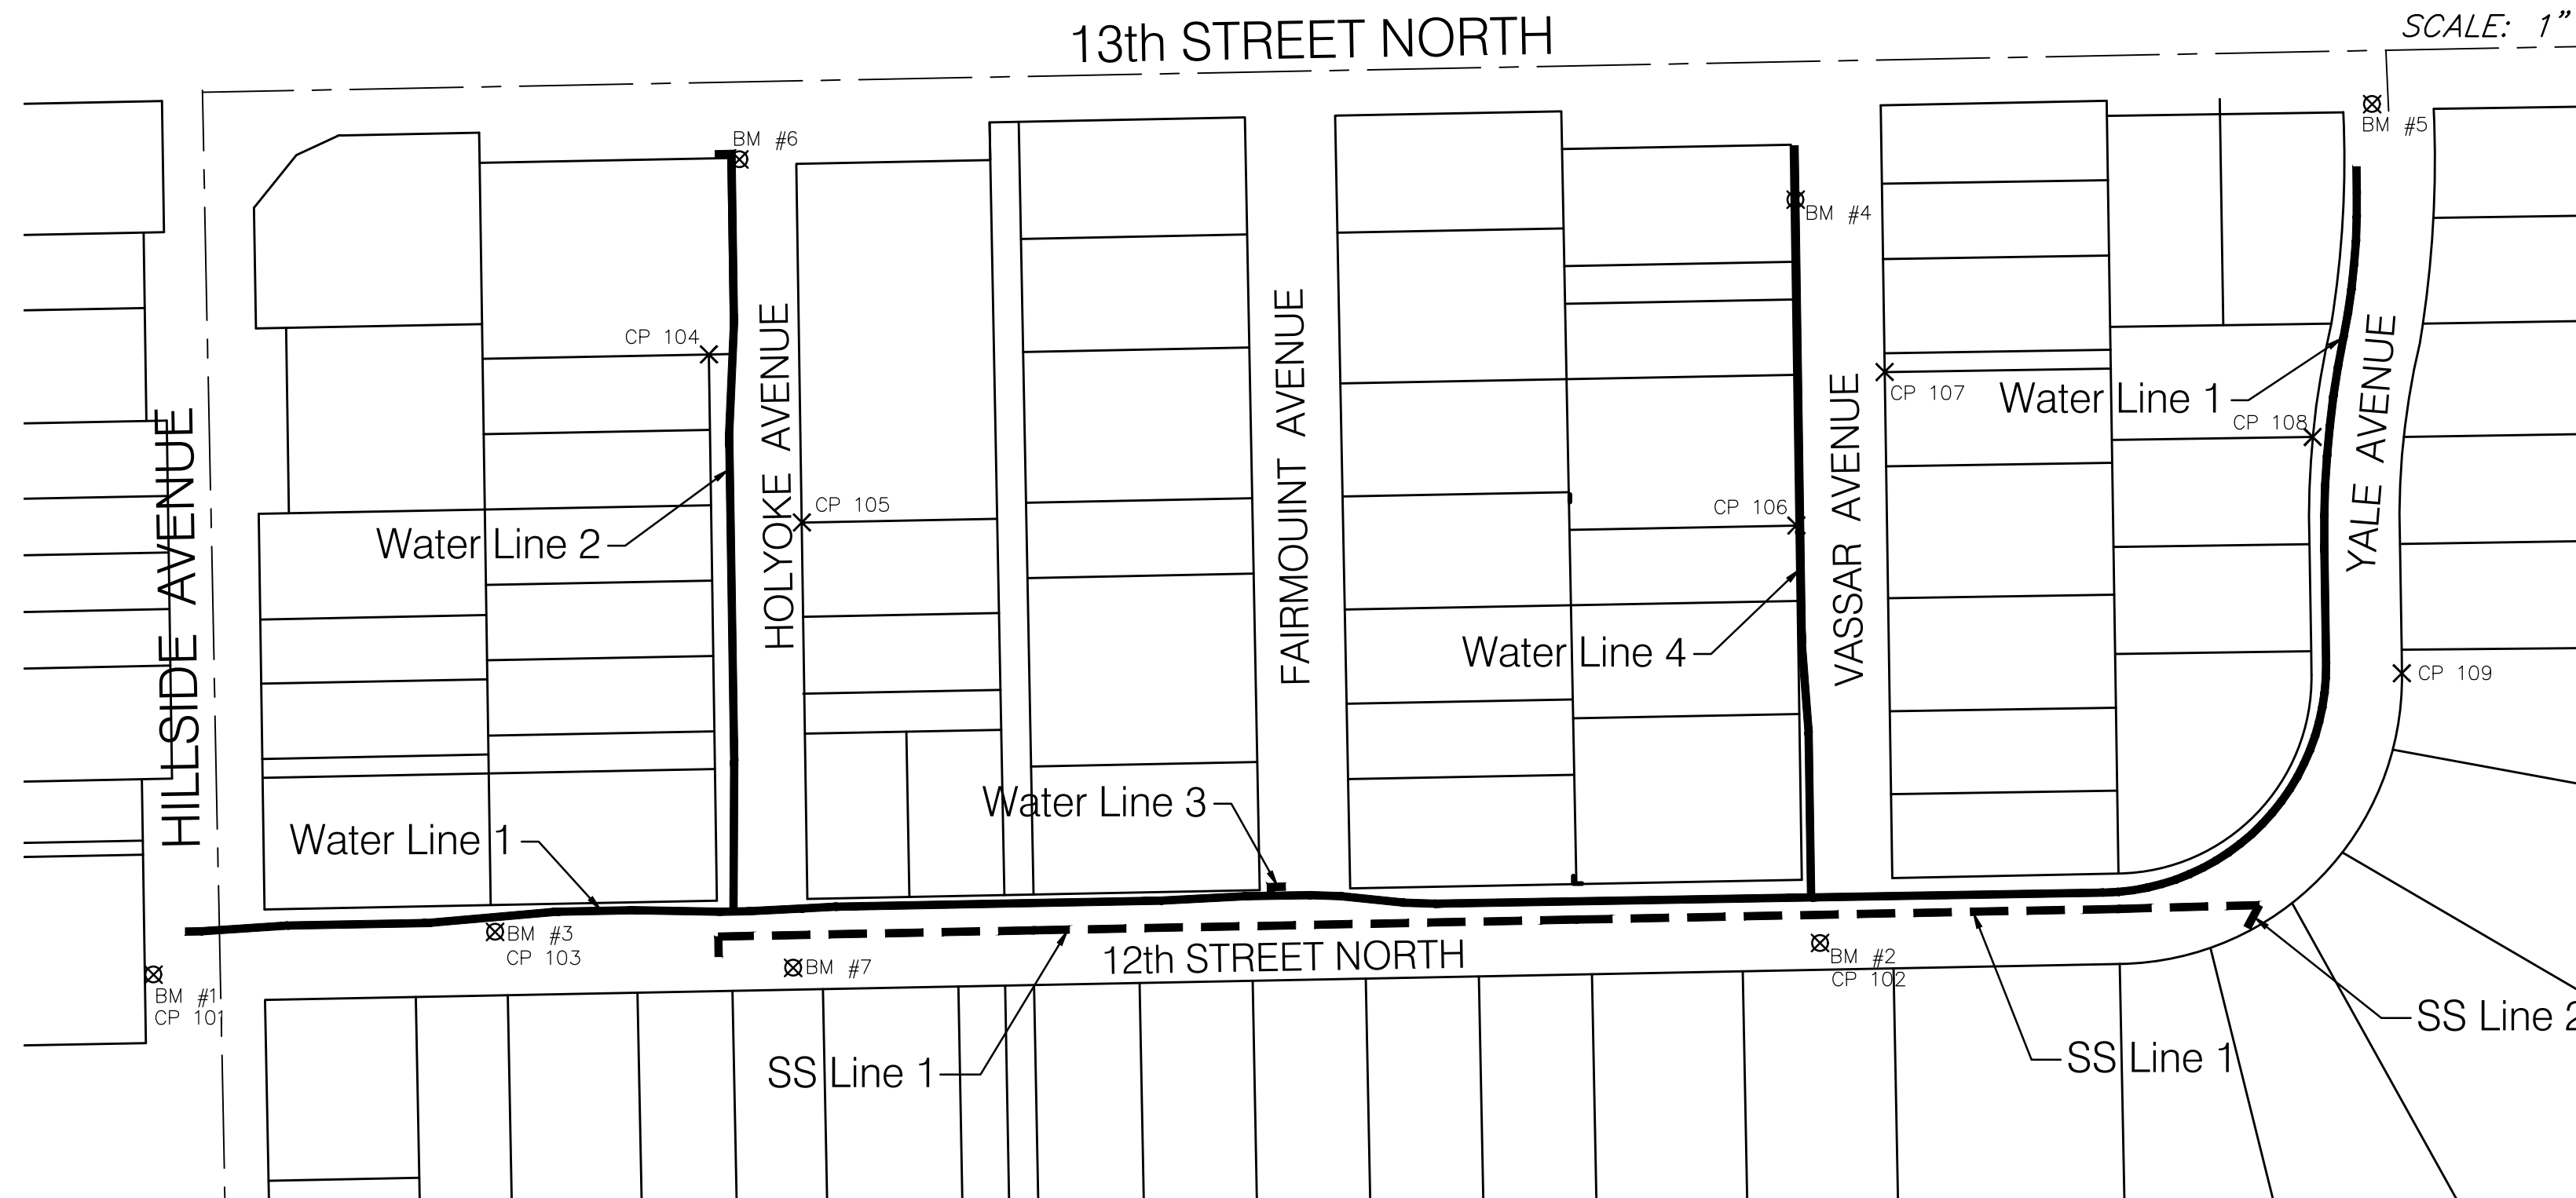 13th STREET NORTH
SCALE: 1"
BM #6
BM #5
BM #4
CP 104
HOLYOKE AVENUE
FAIRMOUNT AVENUE
VASSAR AVENUE
YALE AVENUE
HILLSIDE AVENUE
CP 107
Water Line 1
CP 108
CP 105
CP 106
Water Line 2
Water Line 4
CP 109
Water Line 3
Water Line 1
BM #3
CP 103
BM #7
12th STREET NORTH
BM #2
CP 102
BM #1
CP 101
SS Line 2
SS Line 1
SS Line 1